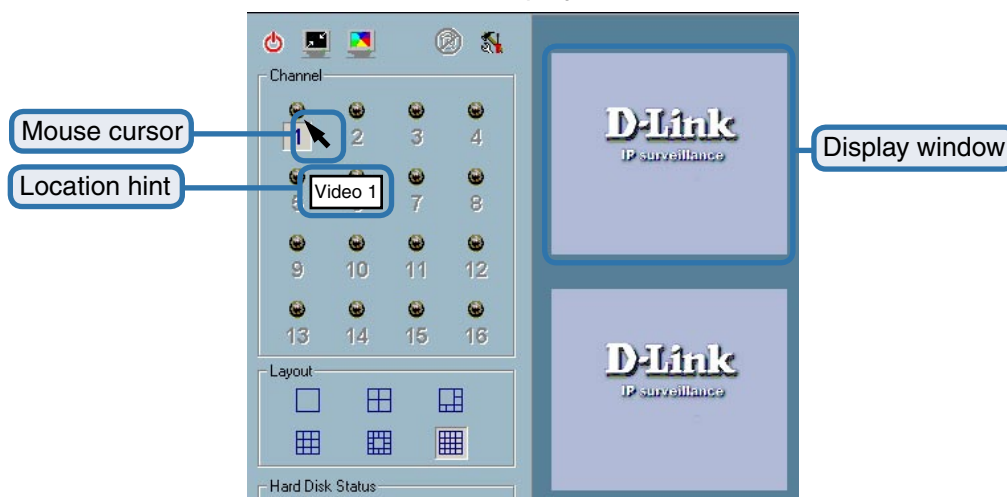 Channel
1 2 3 4
Mouse cursor
Location hint
Video 1
7 8
9 10 11 12
13 14 15 16
Layout
Hard Disk Status
D-Link
IP surveillance
Display window
D-Link
IP surveillance